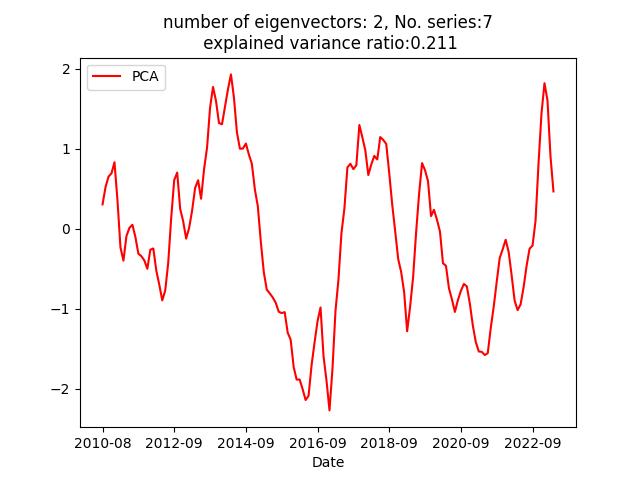 number of eigenvectors: 2, No. series:7
explained variance ratio:0.211
PCA
2
1
0
−1
−2
2010-08 2012-09 2014-09 2016-09 2018-09 2020-09 2022-09
Date